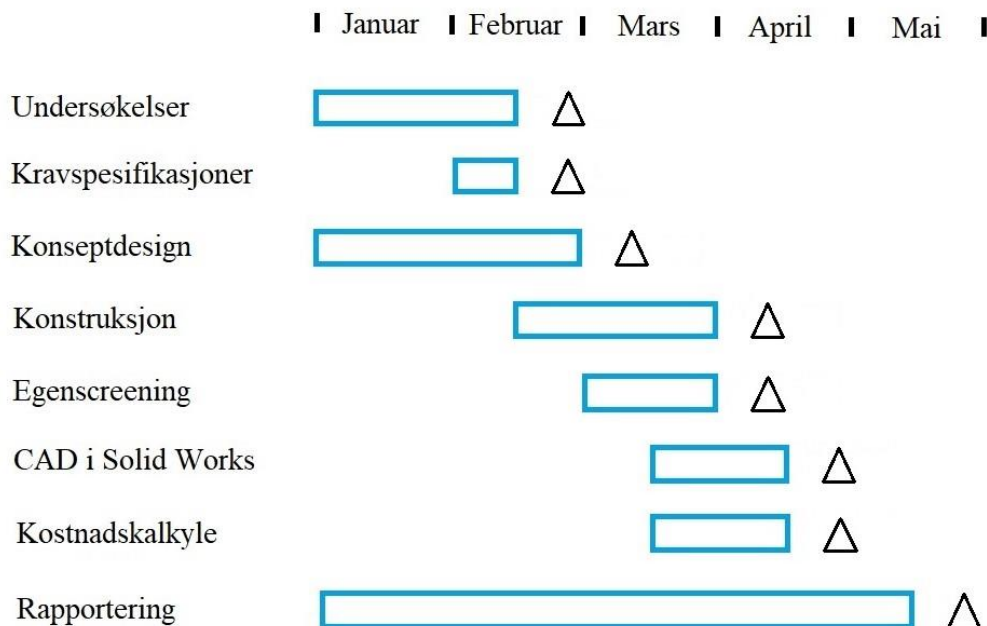 Januar Februar Mars April Mai
Undersøkelser
Kravspesifikasjoner
Konseptdesign
Konstruksjon
Egenscreening
CAD i Solid Works
Kostnadskalkyle
Rapportering